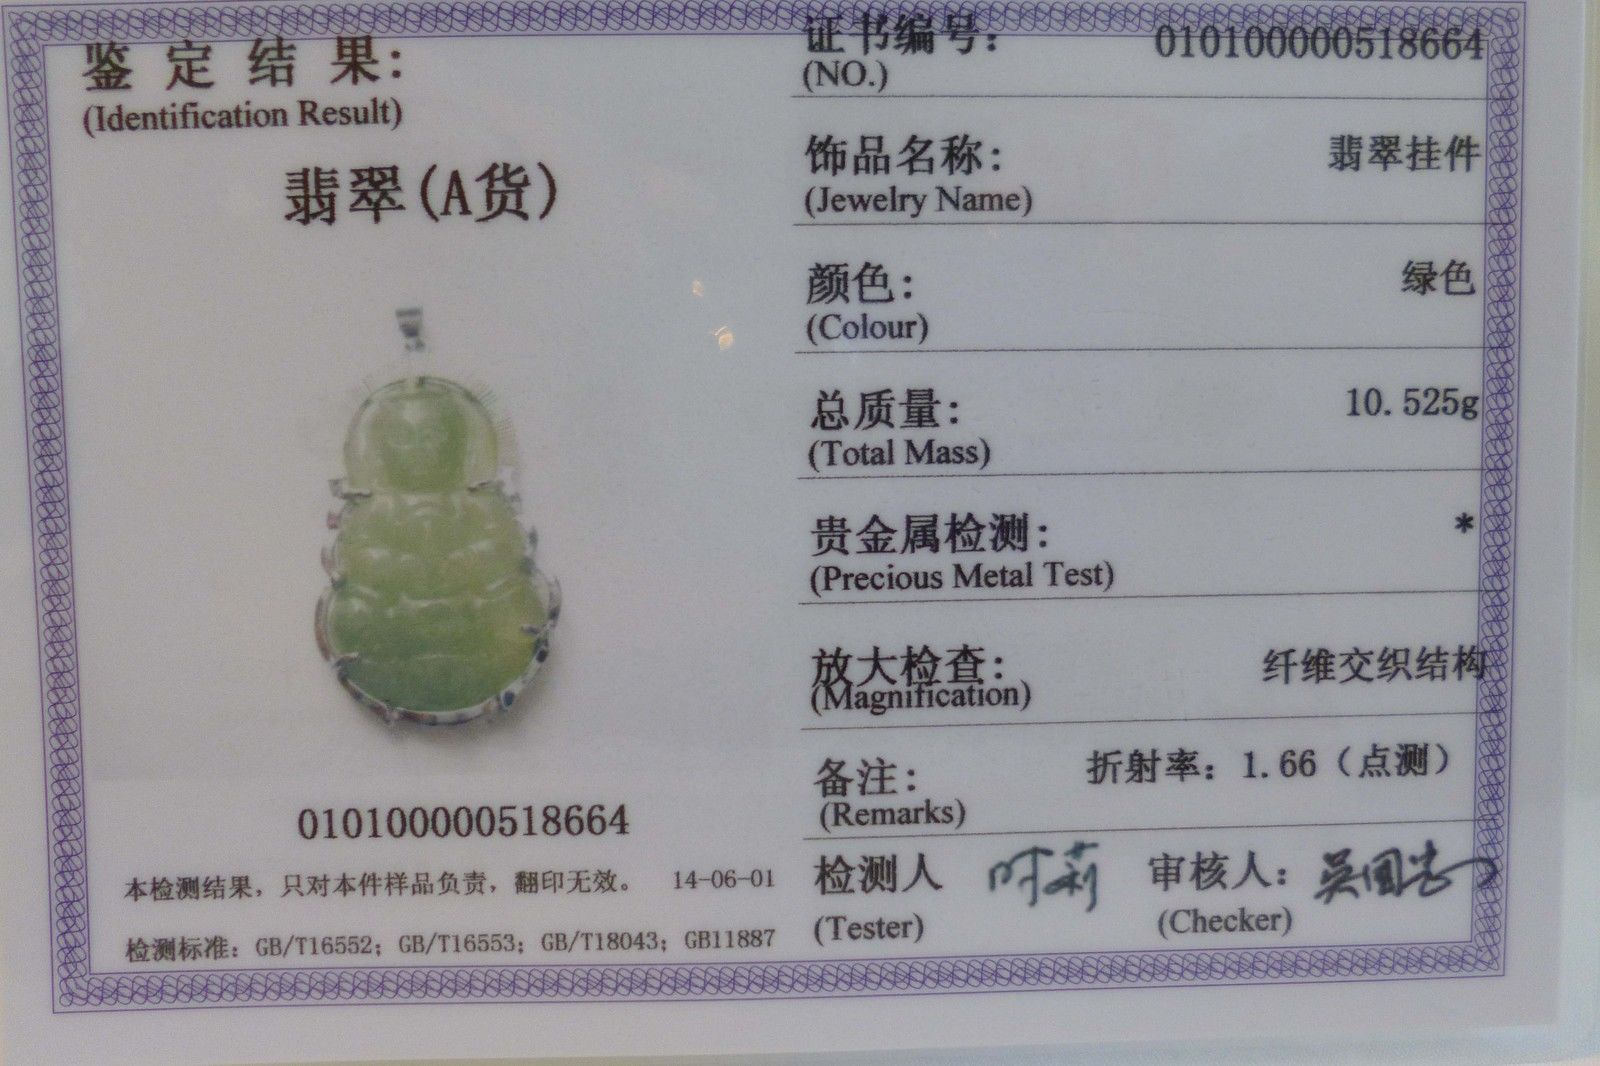 鉴定结果:
(Identification Result)
翡翠(A货)
010100000518664
本检测结果，只对本件样品负责，翻印无效。 14-06-01
检测标准: GB/T16552; GB/T16553; GB/T18043; GB11887
证书编号: 010100000518664
(NO.)
饰品名称: 翡翠挂件
(Jewelry Name)
颜色: 绿色
(Colour)
总质量: 10.525g
(Total Mass)
贵金属检测: *
(Precious Metal Test)
放大检查: 纤维交织结构
(Magnification)
备注: 折射率: 1.66（点测）
(Remarks)
检测人 审核人:
(Tester) (Checker)